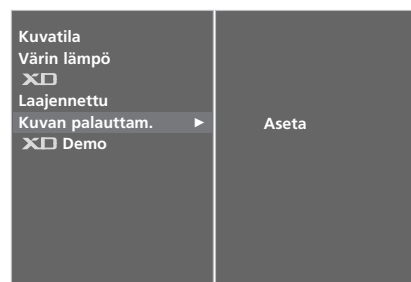 Kuvatila
Värin lämpö
XD
Laajennettu
Kuvan palauttam. ►
Aseta
XD Demo